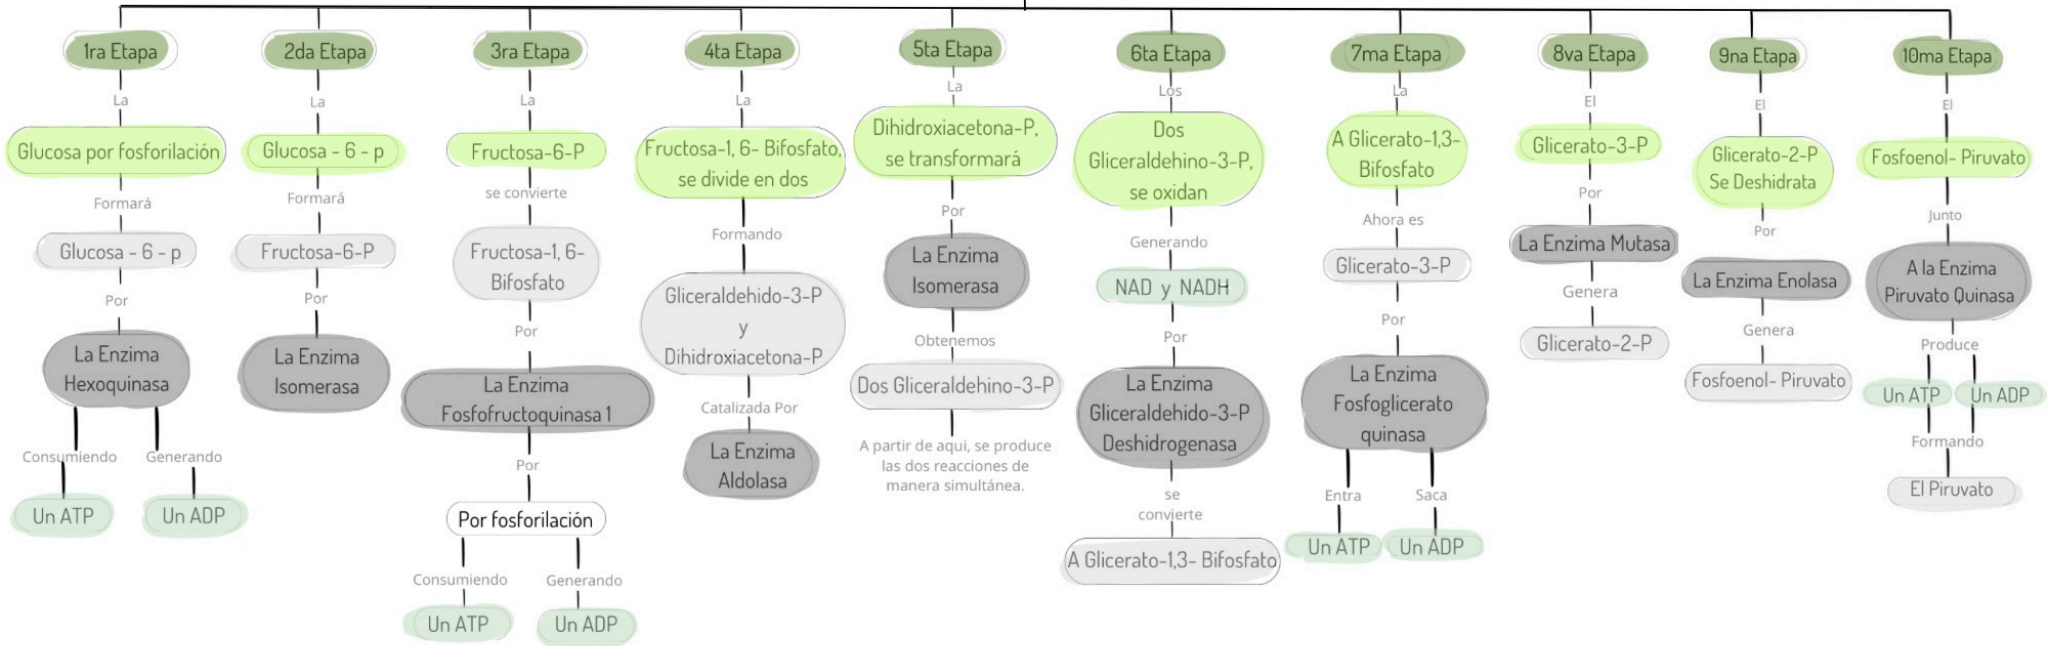 1ra Etapa
La
Glucosa por fosforilación
Formará
Glucosa - 6 - p
Por
La Enzima
Hexoquinasa
Consumiendo
Un ATP
Generando
Un ADP
2da Etapa
La
Glucosa - 6 - p
Formará
Fructosa-6-P
Por
La Enzima
Isomerasa
3ra Etapa
La
Fructosa-6-P
se convierte
Fructosa-1, 6-
Bifosfato
Por
La Enzima
Fosfofructoquinasa 1
Por
Por fosforilación
Consumiendo
Un ATP
Generando
Un ADP
4ta Etapa
La
Fructosa-1, 6- Bifosfato,
se divide en dos
Formando
Gliceraldehido-3-P
y
Dihidroxiacetona-P
Catalizada Por
La Enzima
Aldolasa
5ta Etapa
La
Dihidroxiacetona-P,
se transformará
Por
La Enzima
Isomerasa
Obtenemos
Dos Gliceraldehino-3-P
A partir de aqui, se produce
las dos reacciones de
manera simultánea.
6ta Etapa
Los
Dos
Gliceraldehino-3-P,
se oxidan
Generando
NAD y NADH
Por
La Enzima
Gliceraldehido-3-P
Deshidrogenasa
se
convierte
A Glicerato-1,3- Bifosfato
7ma Etapa
La
A Glicerato-1,3-
Bifosfato
Ahora es
Glicerato-3-P
Por
La Enzima
Fosfoglicerato
quinasa
Entra
Un ATP
Saca
Un ADP
8va Etapa
El
Glicerato-3-P
Por
La Enzima Mutasa
Genera
Glicerato-2-P
9na Etapa
El
Glicerato-2-P
Se Deshidrata
Por
La Enzima Enolasa
Genera
Fosfoenol- Piruvato
10ma Etapa
El
Fosfoenol- Piruvato
Junto
A la Enzima
Piruvato Quinasa
Produce
Un ATP
Un ADP
Formando
El Piruvato